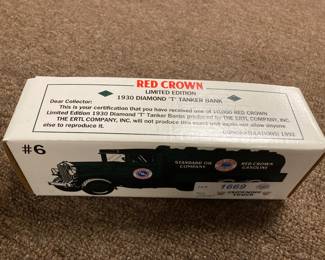 RED CROWN
LIMITED EDITION
1930 DIAMOND "T" TANKER BANK
Dear Collector:
This is your certification that you have received one of 10,000 RED CROWN
Limited Edition 1930 Diamond "T" Tanker Banks produced by THE ERTL COMPANY, INC.
THE ERTL COMPANY, INC. will not produce this exact unit again nor authorize anyone
else to reproduce it.
CONGRATULATIONS! 1992
#6
STANDARD OIL
COMPANY
RED CROWN
GASOLINE
1669